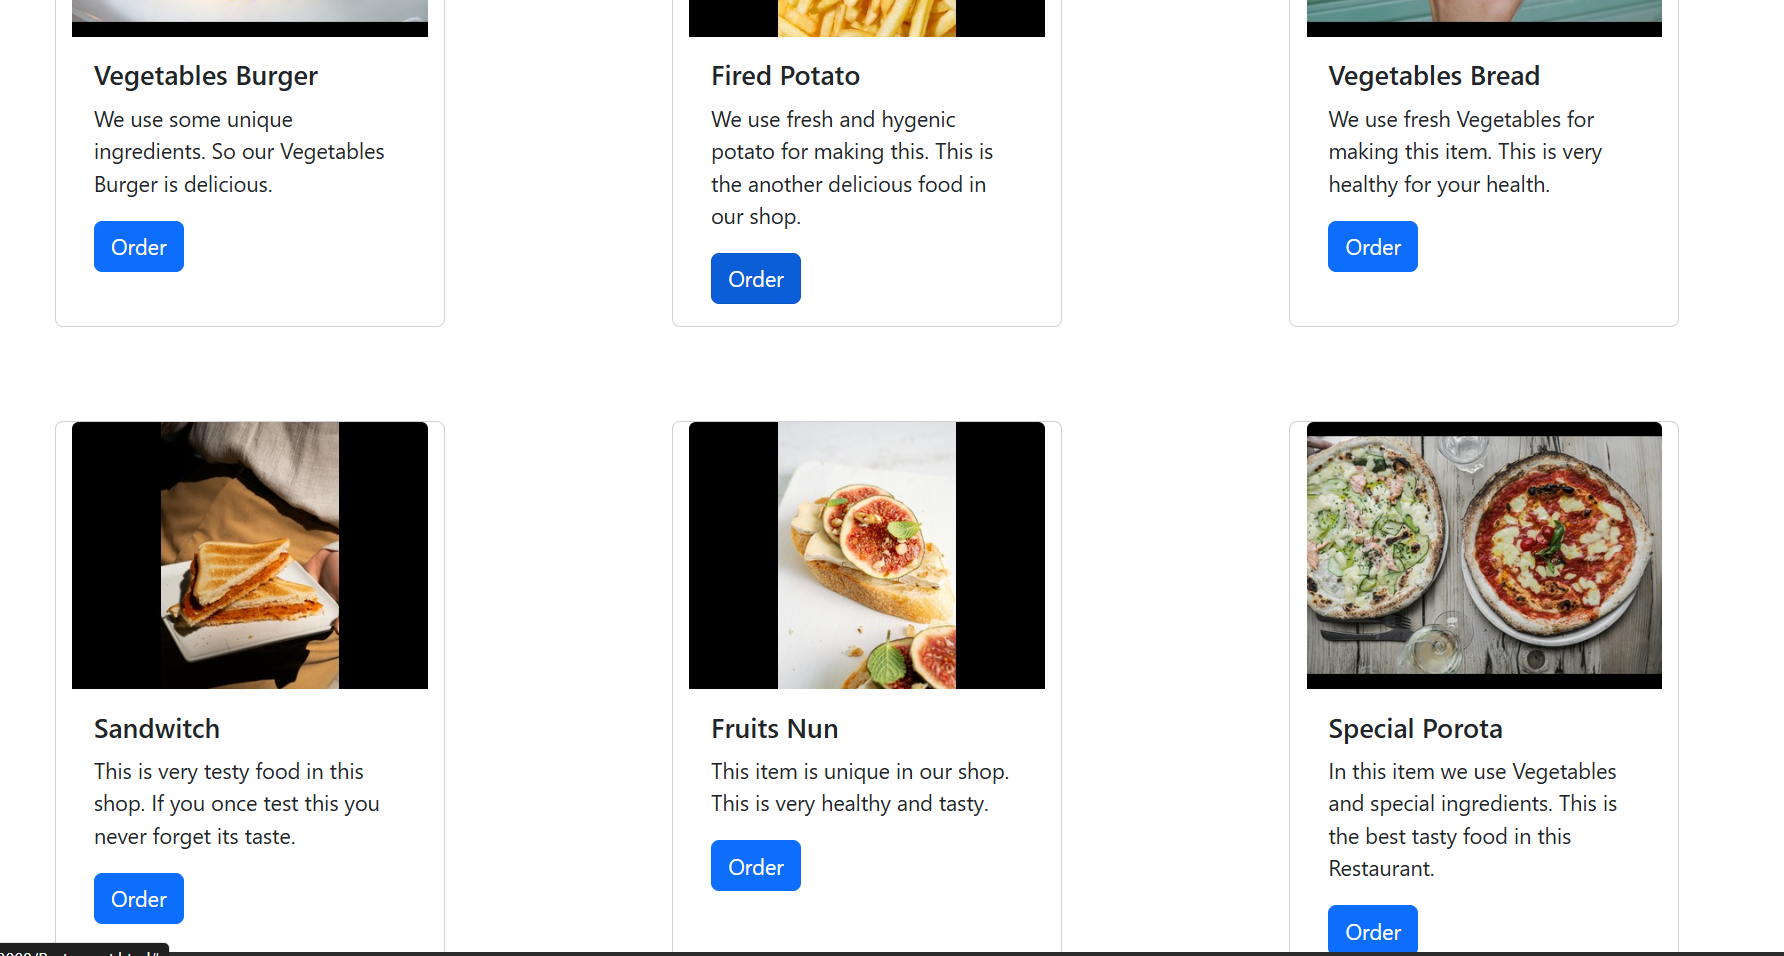 Vegetables Burger
We use some unique
ingredients. So our Vegetables
Burger is delicious.
Order
Fired Potato
We use fresh and hygenic
potato for making this. This is
the another delicious food in
our shop.
Order
Vegetables Bread
We use fresh Vegetables for
making this item. This is very
healthy for your health.
Order
Sandwitch
This is very testy food in this
shop. If you once test this you
never forget its taste.
Order
Fruits Nun
This item is unique in our shop.
This is very healthy and tasty.
Order
Special Porota
In this item we use Vegetables
and special ingredients. This is
the best tasty food in this
Restaurant.
Order